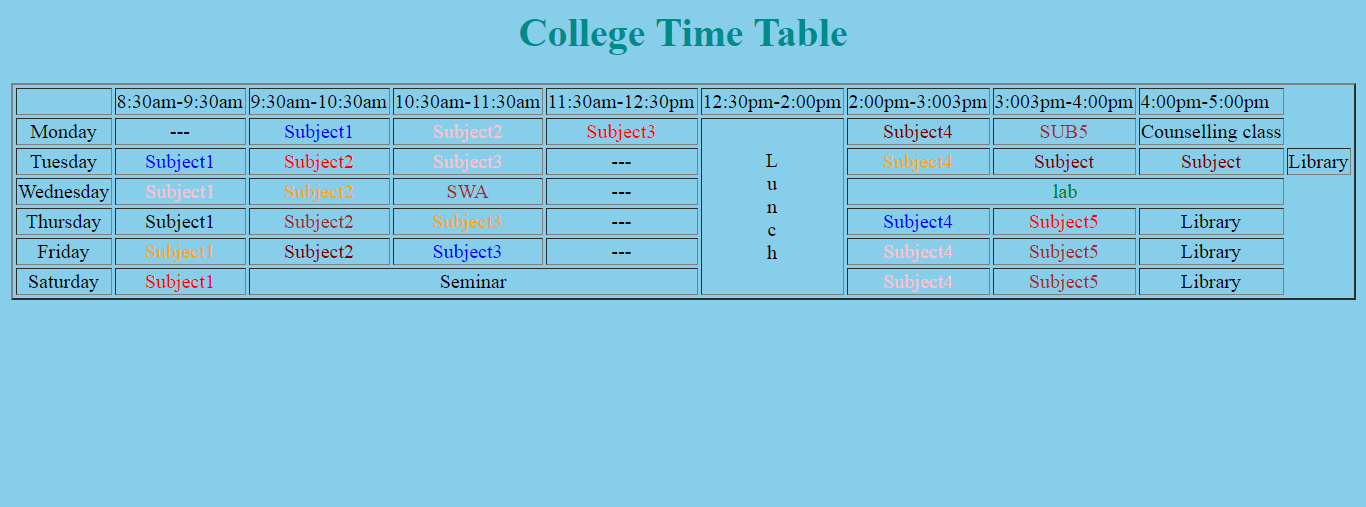 College Time Table
8:30am-9:30am 9:30am-10:30am 10:30am-11:30am 11:30am-12:30pm 12:30pm-2:00pm 2:00pm-3:003pm 3:003pm-4:00pm 4:00pm-5:00pm
Monday --- Subject1 Subject2 Subject3 Subject4 SUB5 Counselling class
Tuesday Subject1 Subject2 Subject3 --- Subject4 Subject Subject Library
Wednesday Subject1 Subject2 SWA --- lab
Thursday Subject1 Subject2 Subject3 --- Subject4 Subject5 Library
Friday Subject1 Subject2 Subject3 --- Subject4 Subject5 Library
Saturday Subject1 Seminar Subject4 Subject5 Library
L
u
n
c
h